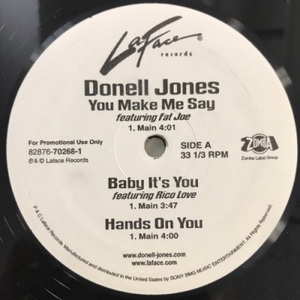 LaFace®
records
Donell Jones
You Make Me Say
featuring Fat Joe
1. Main 4:01
For Promotional Use Only
82876-70268-1
℗& © Laface Records
SIDE A
33 1/3 RPM
ZOMBA
Zomba Label Group
Baby It's You
featuring Rico Love
1. Main 3:47
Hands On You
1. Main 4:00
www.donell-jones.com
www.laface.com
Manufactured and Distributed in the United States by SONY BMG MUSIC ENTERTAINMENT. All Rights Reserved.